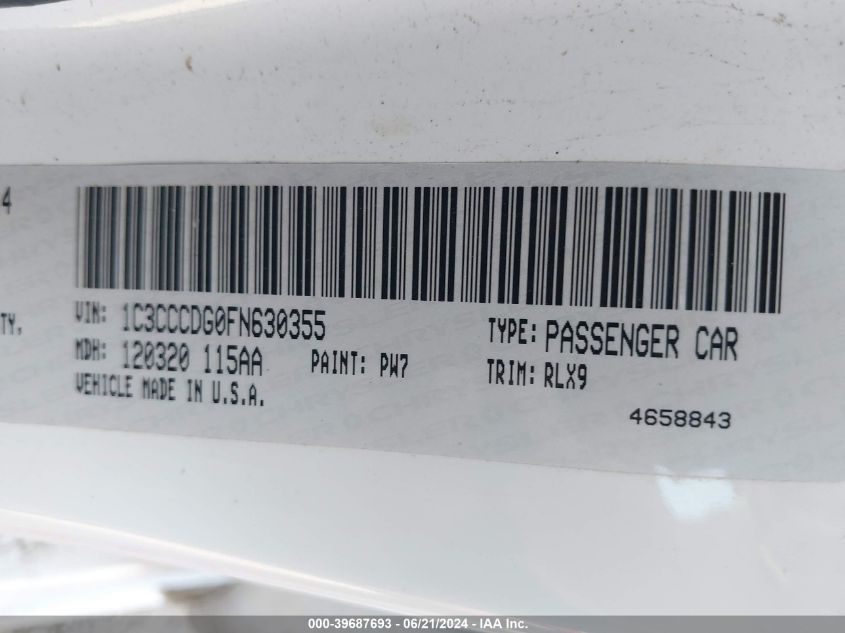 4
TY,
VIN: 1C3CCCDG0FN630355
TYPE: PASSENGER CAR
MDH: 120320 115AA
PAINT: PW7
TRIM: RLX9
VEHICLE MADE IN U.S.A.
4658843
000-39687693 - 06/21/2024 - IAA Inc.